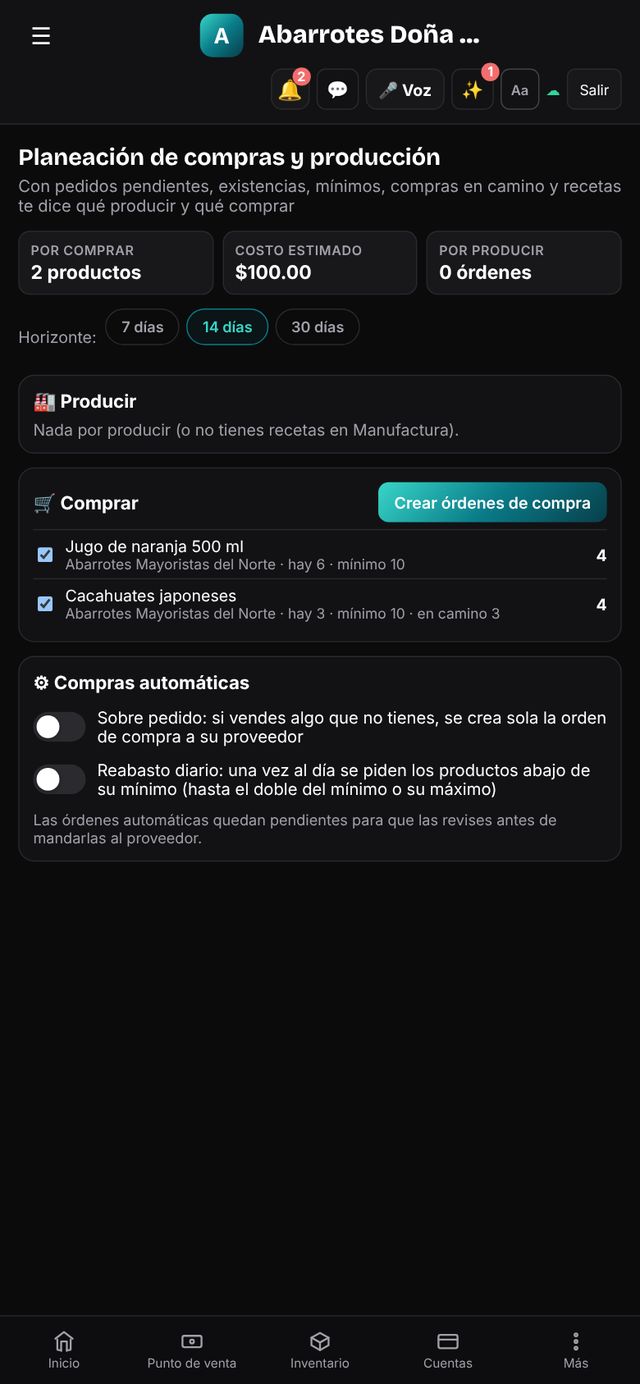 ☰ A Abarrotes Doña ...
🔔 2 💬 🎤 Voz ✨ 1 Aa ☁ Salir
Planeación de compras y producción
Con pedidos pendientes, existencias, mínimos, compras en camino y recetas
te dice qué producir y qué comprar
POR COMPRAR
2 productos
COSTO ESTIMADO
$100.00
POR PRODUCIR
0 órdenes
Horizonte: 7 días 14 días 30 días
🏭 Producir
Nada por producir (o no tienes recetas en Manufactura).
🛒 Comprar Crear órdenes de compra
Jugo de naranja 500 ml
Abarrotes Mayoristas del Norte · hay 6 · mínimo 10
4
Cacahuates japoneses
Abarrotes Mayoristas del Norte · hay 3 · mínimo 10 · en camino 3
4
⚙ Compras automáticas
Sobre pedido: si vendes algo que no tienes, se crea sola la orden
de compra a su proveedor
Reabasto diario: una vez al día se piden los productos abajo de
su mínimo (hasta el doble del mínimo o su máximo)
Las órdenes automáticas quedan pendientes para que las revises antes de
mandarlas al proveedor.
Inicio Punto de venta Inventario Cuentas Más